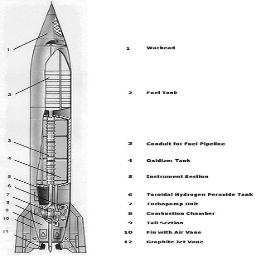 1 Warhead
2 Fuel Tank
3 Conduit for Fuel Pipeline
4 Oxidizer Tank
5 Instrument Section
6 Toroidal Hydrogen Peroxide Tank
7 Turbopump Unit
8 Combustion Chamber
9 Tail Section
10 Fin with Air Vane
12 Graphite Jet Vane
1
2
3
4
5
6
7
8
9
10
11